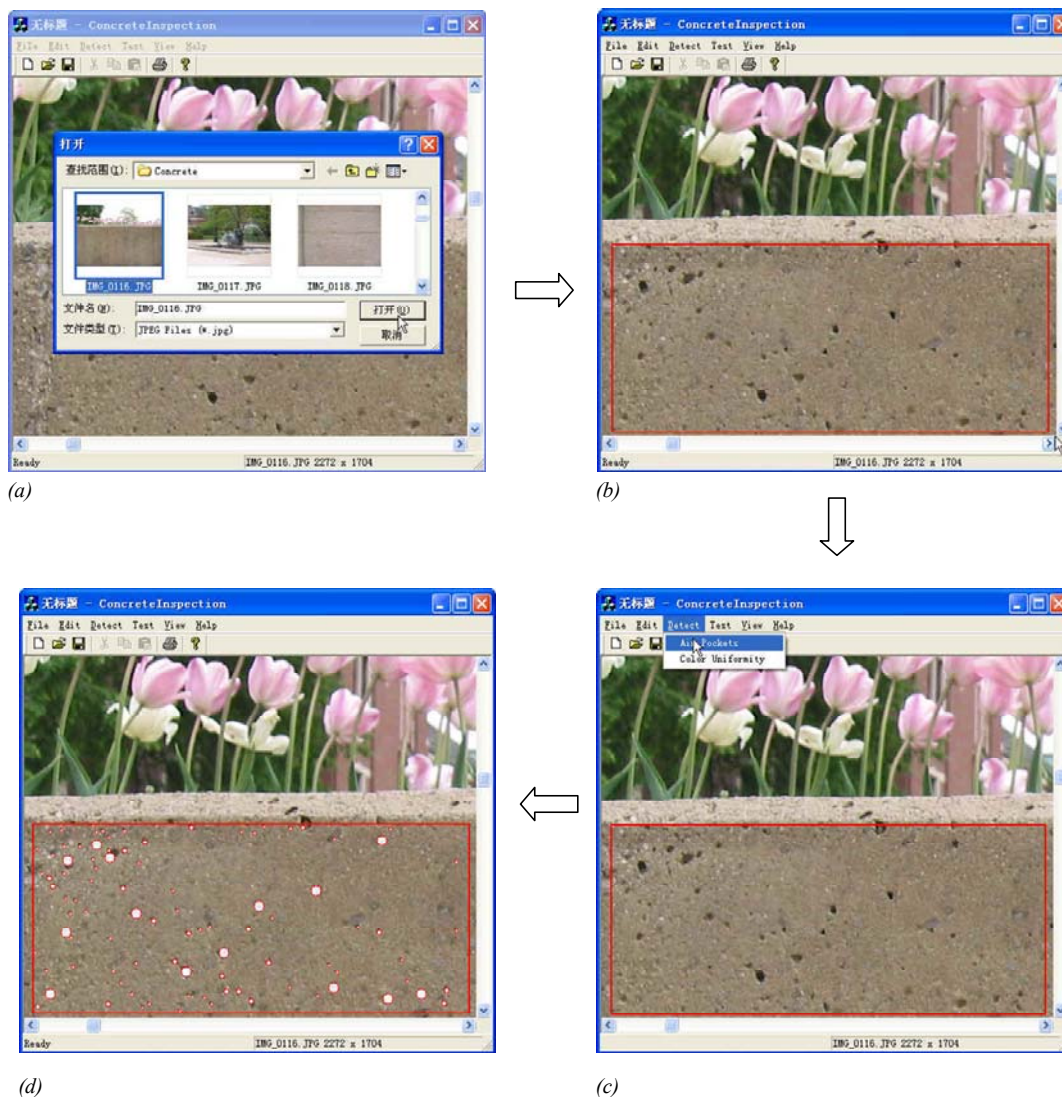 无标题 - ConcreteInspection
File Edit Detect Text View Help
打开
查找范围(I): Concrete
IMG_0116.JPG IMG_0117.JPG IMG_0118.JPG
文件名(N): IMG_0116.JPG 打开(O)
文件类型(T): JPEG Files (*.jpg) 取消
Ready IMG_0116.JPG 2272 x 1704
(a)
无标题 - ConcreteInspection
File Edit Detect Text View Help
Ready IMG_0116.JPG 2272 x 1704
(b)
无标题 - ConcreteInspection
File Edit Detect Text View Help
Ready IMG_0116.JPG 2272 x 1704
(d)
无标题 - ConcreteInspection
File Edit Detect Text View Help
Air Pockets
Color Uniformity
IMG_0116.JPG 2272 x 1704
(c)